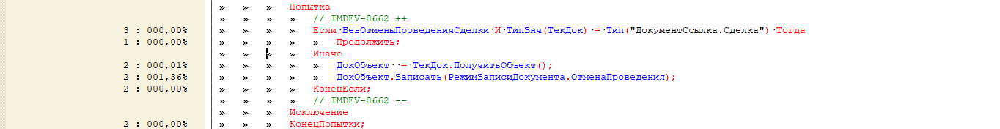 » » » Попытка
» » » » //·IMDEV-8662·++
3 : 000,00% » » » » Если·БезОтменыПроведенияСделки·И·ТипЗнч(ТекДок)·=·Тип("ДокументСсылка.Сделка")·Тогда
1 : 000,00% » » » » » Продолжить;
» » » » Иначе
2 : 000,01% » » » » » ДокОбъект··=·ТекДок.ПолучитьОбъект();
2 : 001,36% » » » » » ДокОбъект.Записать(РежимЗаписиДокумента.ОтменаПроведения);
2 : 000,00% » » » » КонецЕсли;
» » » » //·IMDEV-8662·--
» » » Исключение
2 : 000,00% » » » КонецПопытки;